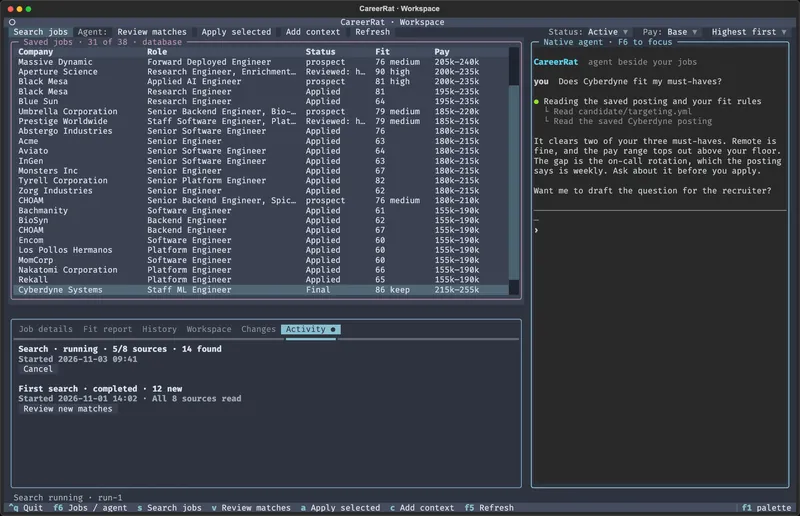 CareerRat · Workspace
CareerRat · Workspace
Search jobs Agent: Review matches Apply selected Add context Refresh Status: Active ▼ Pay: Base ▼ Highest first ▼
Saved jobs · 31 of 38 · database
Company Role Status Fit Pay
Massive Dynamic Forward Deployed Engineer prospect 76 medium 205k–240k
Aperture Science Research Engineer, Enrichment… Reviewed: h… 90 high 200k–235k
Black Mesa Applied AI Engineer prospect 81 high 200k–235k
Black Mesa Research Engineer Applied 81 195k–235k
Blue Sun Research Engineer Applied 64 195k–235k
Umbrella Corporation Senior Backend Engineer, Bio-… prospect 79 medium 185k–220k
Prestige Worldwide Staff Software Engineer, Plat… Reviewed: h… 79 medium 185k–215k
Abstergo Industries Senior Software Engineer Applied 76 180k–215k
Acme Senior Engineer Applied 63 180k–215k
Aviato Senior Software Engineer Applied 64 180k–215k
InGen Senior Software Engineer Applied 63 180k–215k
Monsters Inc Senior Engineer Applied 67 180k–215k
Tyrell Corporation Senior Platform Engineer Applied 82 180k–215k
Zorg Industries Senior Engineer Applied 62 180k–215k
CHOAM Senior Backend Engineer, Spic… prospect 76 medium 180k–210k
Bachmanity Software Engineer Applied 61 155k–190k
BioSyn Backend Engineer Applied 62 155k–190k
CHOAM Backend Engineer Applied 67 155k–190k
Encom Software Engineer Applied 60 155k–190k
Los Pollos Hermanos Platform Engineer Applied 60 155k–190k
MomCorp Software Engineer Applied 60 155k–190k
Nakatomi Corporation Platform Engineer Applied 66 155k–190k
Rekall Platform Engineer Applied 65 155k–190k
Cyberdyne Systems Staff ML Engineer Final 86 keep 215k–255k
Job details Fit report History Workspace Changes Activity ●
Search · running · 5/8 sources · 14 found
Started 2026-11-03 09:41
Cancel
First search · completed · 12 new
Started 2026-11-01 14:02 · All 8 sources read
Review new matches
Native agent · F6 to focus
CareerRat agent beside your jobs
you Does Cyberdyne fit my must-haves?
● Reading the saved posting and your fit rules
└ Read candidate/targeting.yml
└ Read the saved Cyberdyne posting
It clears two of your three must-haves. Remote is
fine, and the pay range tops out above your floor.
The gap is the on-call rotation, which the posting
says is weekly. Ask about it before you apply.
Want me to draft the question for the recruiter?
›
Search running · run-1
^q Quit f6 Jobs / agent s Search jobs v Review matches a Apply selected c Add context f5 Refresh f1 palette